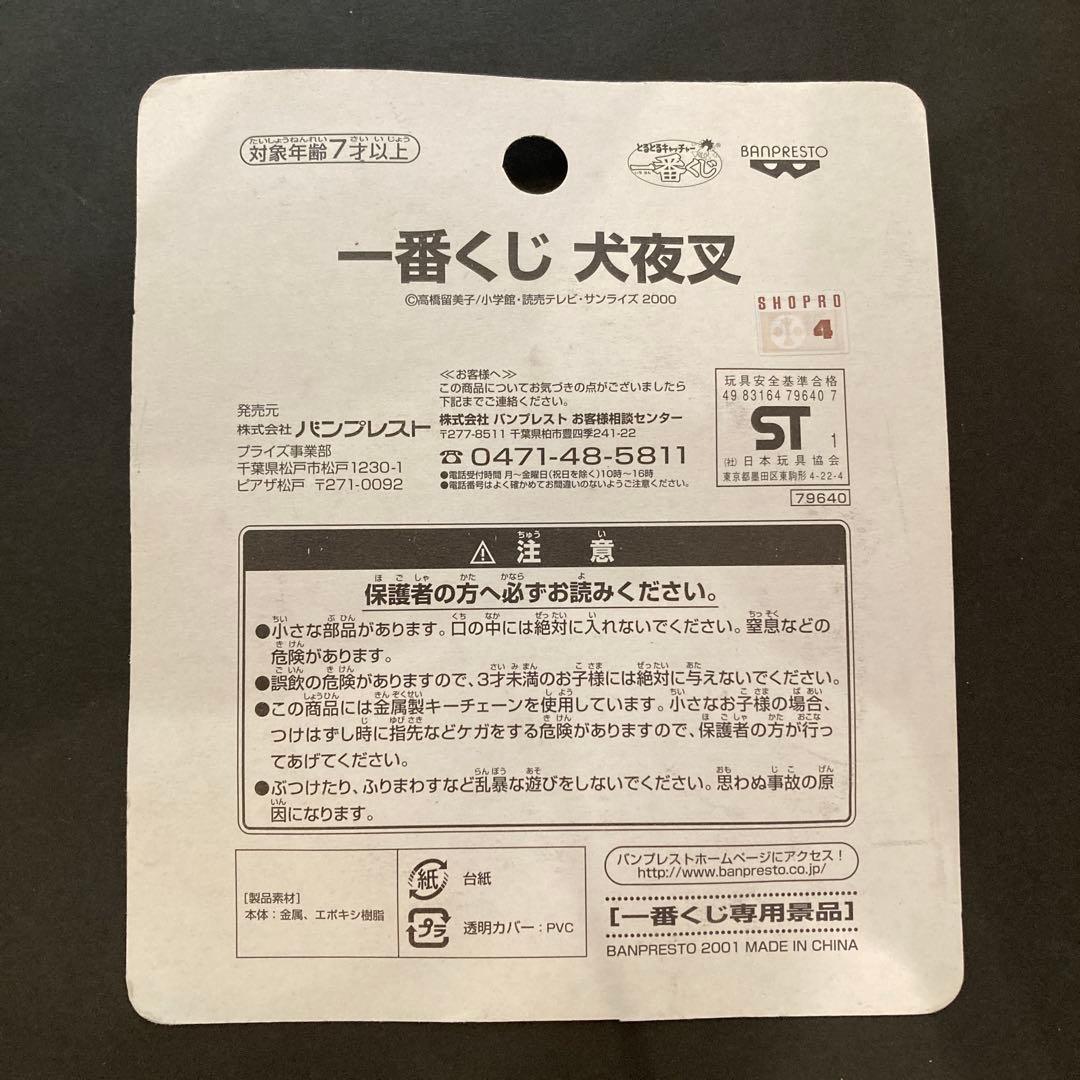 対象年齢7才以上
とるとるキャッチャー
一番くじ
BANPRESTO
一番くじ 犬夜叉
©高橋留美子/小学館・読売テレビ・サンライズ 2000
SHOPRO
4
≪お客様へ≫
この商品についてお気づきの点がございましたら
下記までご連絡ください。
発売元
株式会社 バンプレスト
プライズ事業部
千葉県松戸市松戸1230-1
ピアザ松戸 〒271-0092
株式会社 バンプレスト お客様相談センター
〒277-8511 千葉県柏市豊四季241-22
☎ 0471-48-5811
●電話受付時間 月〜金曜日(祝日を除く)10時〜16時
●電話番号はよく確かめてお間違いのないようご注意ください。
玩具安全基準合格
49 83164 79640 7
ST 1
(社)日本玩具協会
東京都墨田区東駒形 4-22-4
79640
⚠ 注意
保護者の方へ必ずお読みください。
●小さな部品があります。口の中には絶対に入れないでください。窒息などの
危険があります。
●誤飲の危険がありますので、3才未満のお子様には絶対に与えないでください。
●この商品には金属製キーチェーンを使用しています。小さなお子様の場合、
つけはずし時に指先などケガをする危険がありますので、保護者の方が行っ
てあげてください。
●ぶつけたり、ふりまわすなど乱暴な遊びをしないでください。思わぬ事故の原
因になります。
[製品素材]
本体：金属、エポキシ樹脂
紙 台紙
プラ 透明カバー：PVC
バンプレストホームページにアクセス！
http://www.banpresto.co.jp/
[一番くじ専用景品]
BANPRESTO 2001 MADE IN CHINA